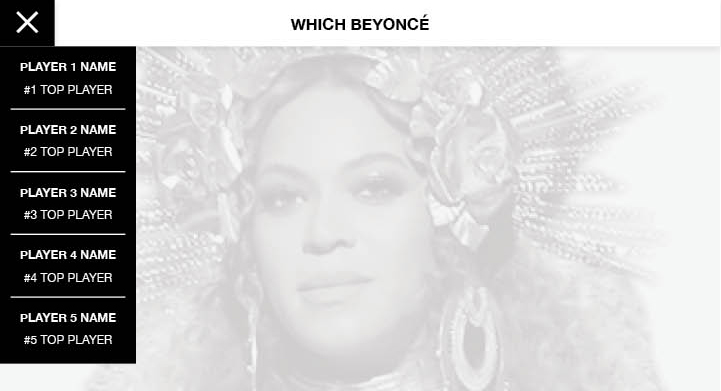 WHICH BEYONCÉ
PLAYER 1 NAME
#1 TOP PLAYER
PLAYER 2 NAME
#2 TOP PLAYER
PLAYER 3 NAME
#3 TOP PLAYER
PLAYER 4 NAME
#4 TOP PLAYER
PLAYER 5 NAME
#5 TOP PLAYER